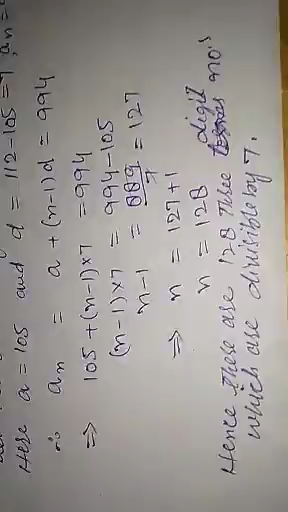 Here a = 105 and d = 112-105 = 7, an =
∴ an = a + (n-1)d = 994
⇒ 105 + (n-1)×7 = 994
(n-1)×7 = 994-105
n-1 = 889/7 = 127
⇒ n = 127+1
n = 128
Hence there are 128 three digit no.'s
which are divisible by 7.